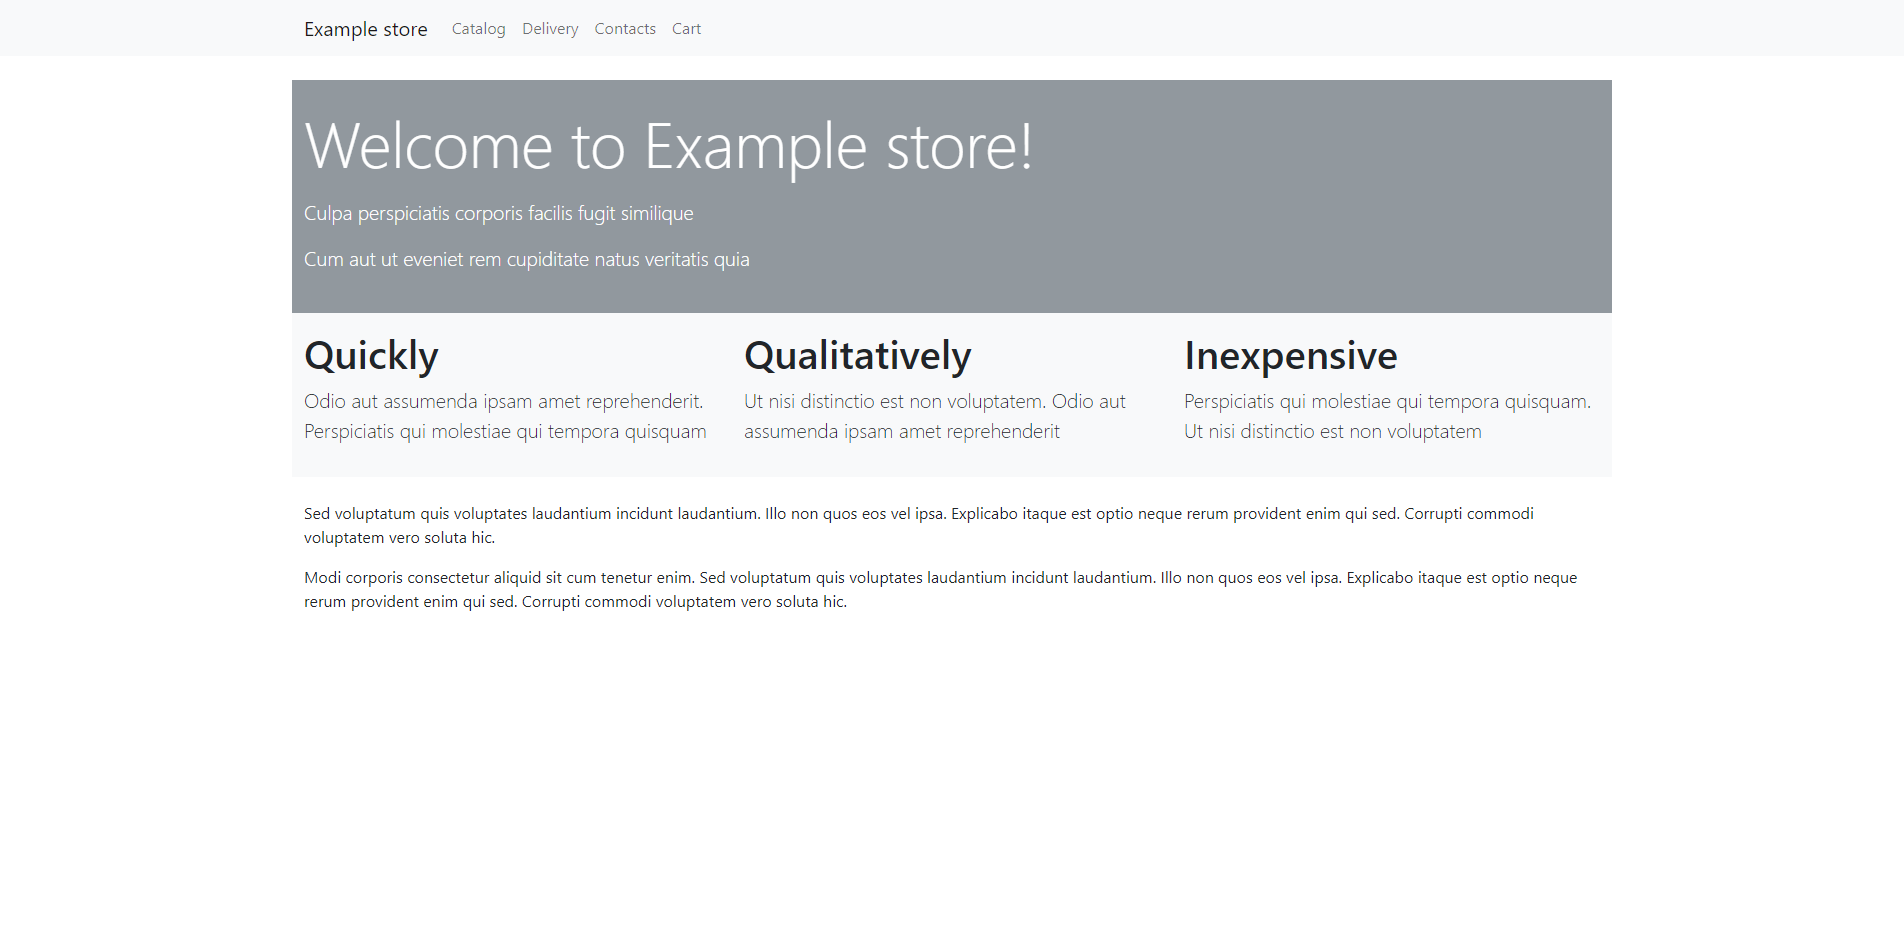 Example store Catalog Delivery Contacts Cart
Welcome to Example store!
Culpa perspiciatis corporis facilis fugit similique
Cum aut ut eveniet rem cupiditate natus veritatis quia
Quickly
Odio aut assumenda ipsam amet reprehenderit.
Perspiciatis qui molestiae qui tempora quisquam
Qualitatively
Ut nisi distinctio est non voluptatem. Odio aut
assumenda ipsam amet reprehenderit
Inexpensive
Perspiciatis qui molestiae qui tempora quisquam.
Ut nisi distinctio est non voluptatem
Sed voluptatum quis voluptates laudantium incidunt laudantium. Illo non quos eos vel ipsa. Explicabo itaque est optio neque rerum provident enim qui sed. Corrupti commodi
voluptatem vero soluta hic.
Modi corporis consectetur aliquid sit cum tenetur enim. Sed voluptatum quis voluptates laudantium incidunt laudantium. Illo non quos eos vel ipsa. Explicabo itaque est optio neque
rerum provident enim qui sed. Corrupti commodi voluptatem vero soluta hic.